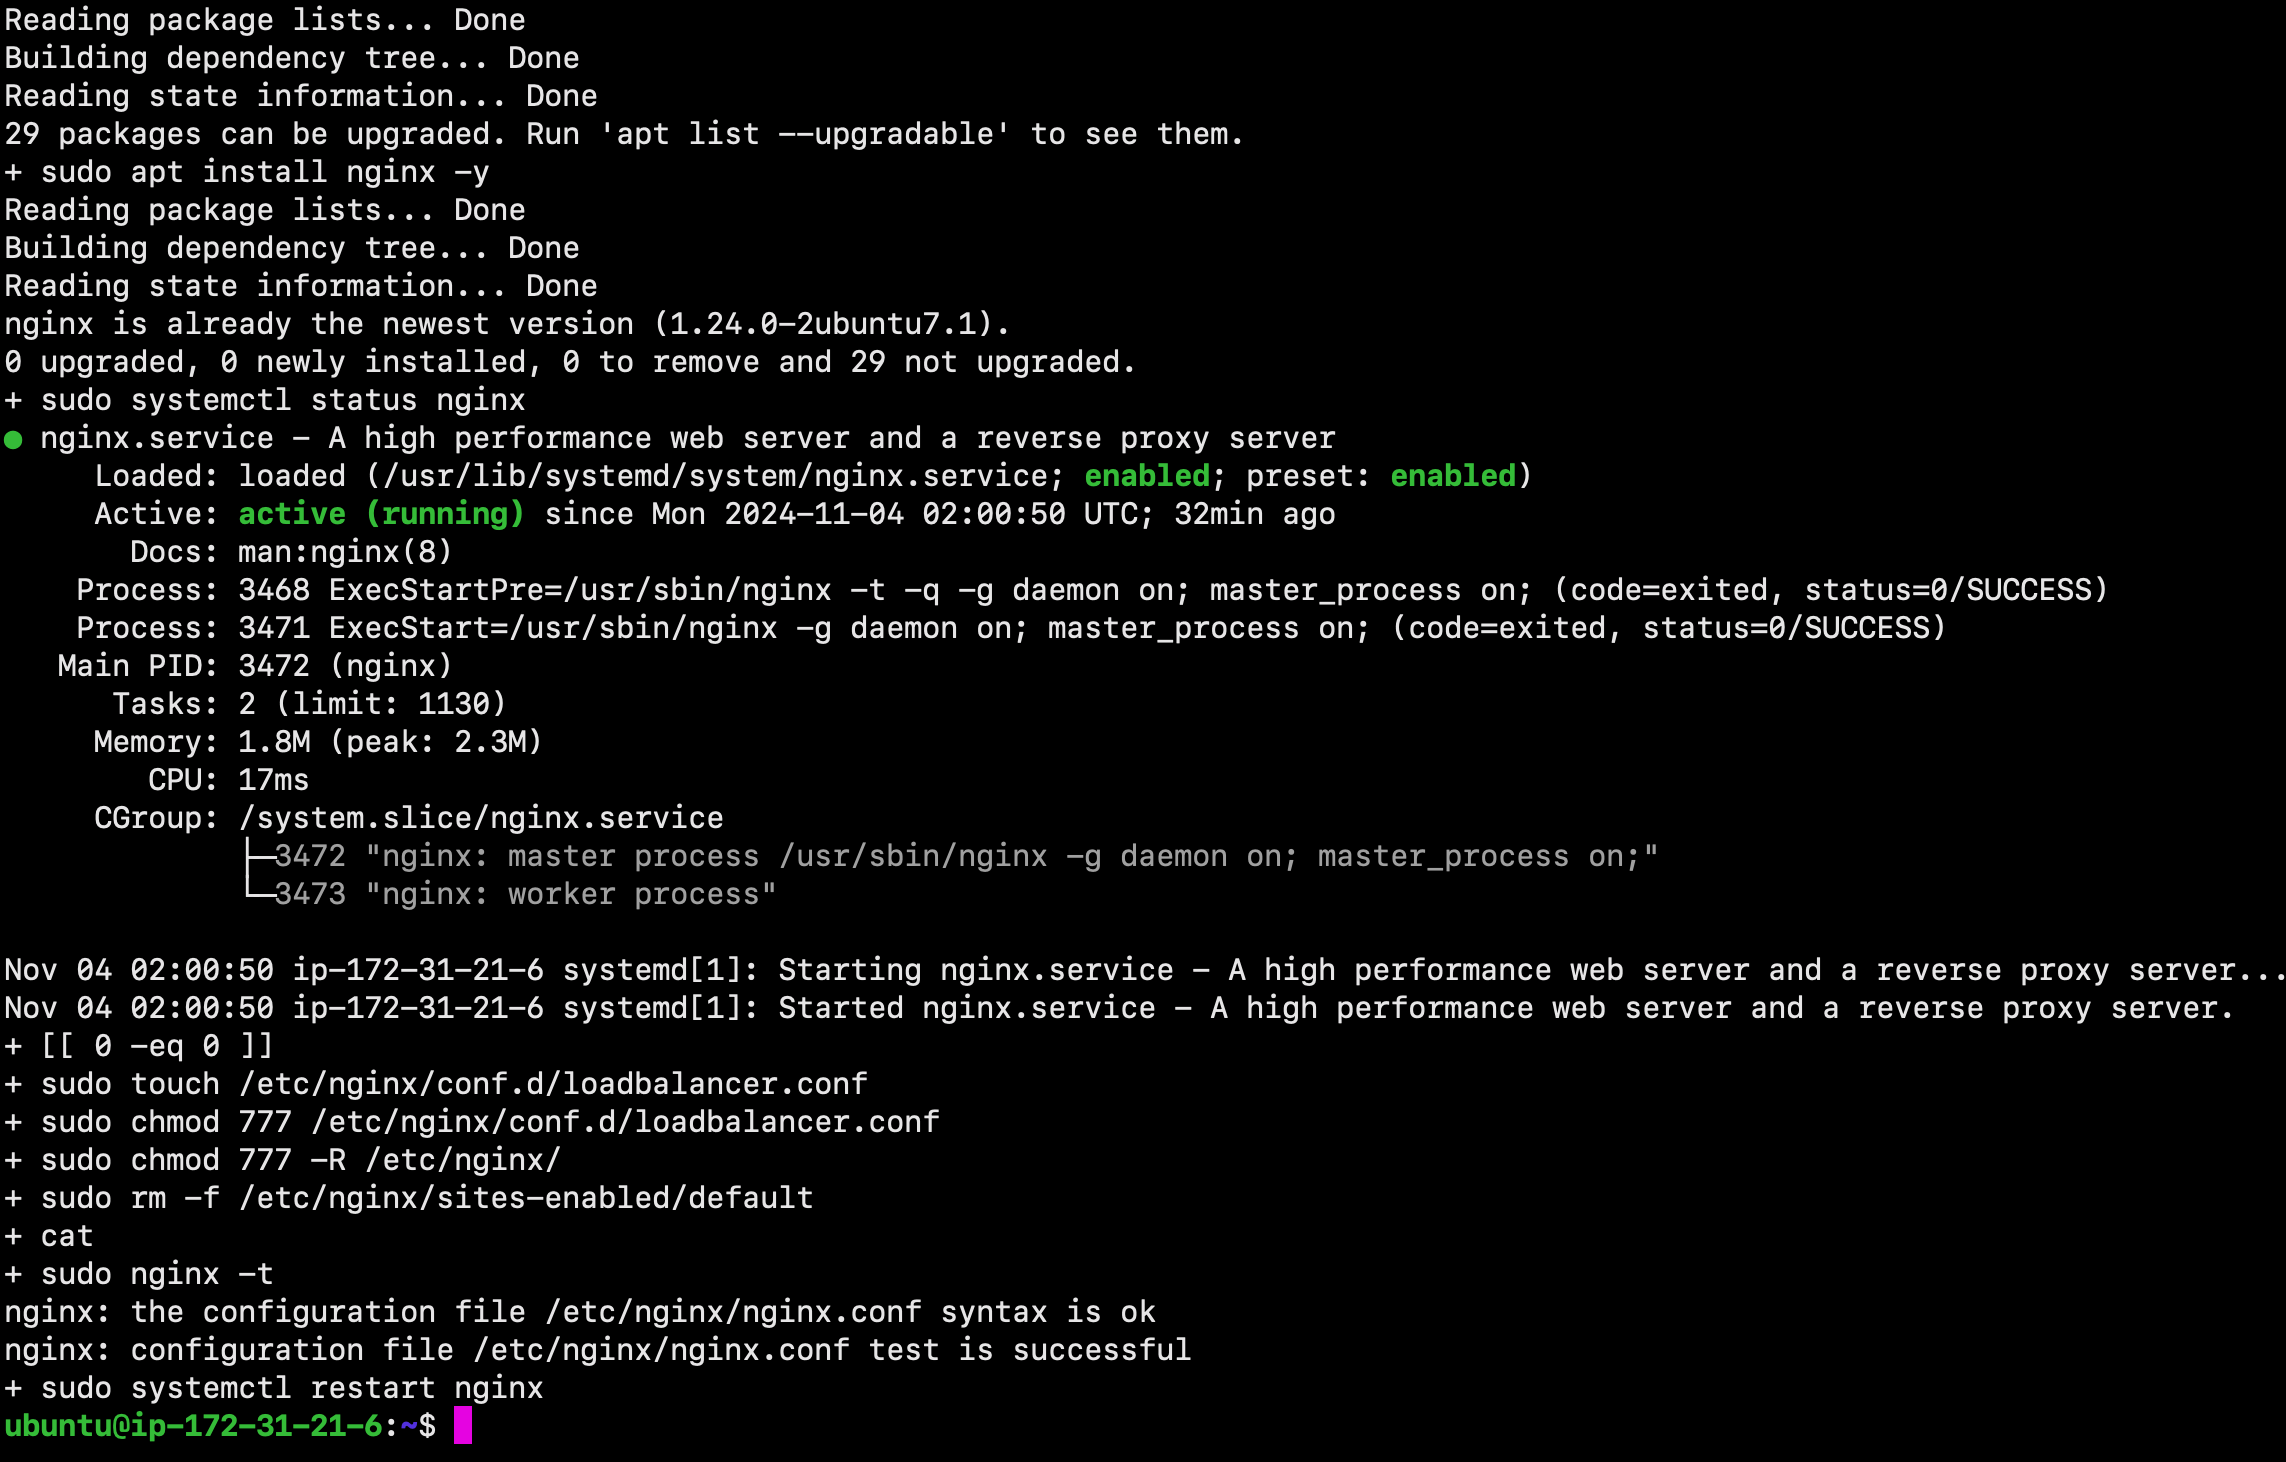 Reading package lists... Done
Building dependency tree... Done
Reading state information... Done
29 packages can be upgraded. Run 'apt list --upgradable' to see them.
+ sudo apt install nginx -y
Reading package lists... Done
Building dependency tree... Done
Reading state information... Done
nginx is already the newest version (1.24.0-2ubuntu7.1).
0 upgraded, 0 newly installed, 0 to remove and 29 not upgraded.
+ sudo systemctl status nginx
● nginx.service - A high performance web server and a reverse proxy server
     Loaded: loaded (/usr/lib/systemd/system/nginx.service; enabled; preset: enabled)
     Active: active (running) since Mon 2024-11-04 02:00:50 UTC; 32min ago
       Docs: man:nginx(8)
    Process: 3468 ExecStartPre=/usr/sbin/nginx -t -q -g daemon on; master_process on; (code=exited, status=0/SUCCESS)
    Process: 3471 ExecStart=/usr/sbin/nginx -g daemon on; master_process on; (code=exited, status=0/SUCCESS)
   Main PID: 3472 (nginx)
      Tasks: 2 (limit: 1130)
     Memory: 1.8M (peak: 2.3M)
        CPU: 17ms
     CGroup: /system.slice/nginx.service
             ├─3472 "nginx: master process /usr/sbin/nginx -g daemon on; master_process on;"
             └─3473 "nginx: worker process"

Nov 04 02:00:50 ip-172-31-21-6 systemd[1]: Starting nginx.service - A high performance web server and a reverse proxy server...
Nov 04 02:00:50 ip-172-31-21-6 systemd[1]: Started nginx.service - A high performance web server and a reverse proxy server.
+ [[ 0 -eq 0 ]]
+ sudo touch /etc/nginx/conf.d/loadbalancer.conf
+ sudo chmod 777 /etc/nginx/conf.d/loadbalancer.conf
+ sudo chmod 777 -R /etc/nginx/
+ sudo rm -f /etc/nginx/sites-enabled/default
+ cat
+ sudo nginx -t
nginx: the configuration file /etc/nginx/nginx.conf syntax is ok
nginx: configuration file /etc/nginx/nginx.conf test is successful
+ sudo systemctl restart nginx
ubuntu@ip-172-31-21-6:~$